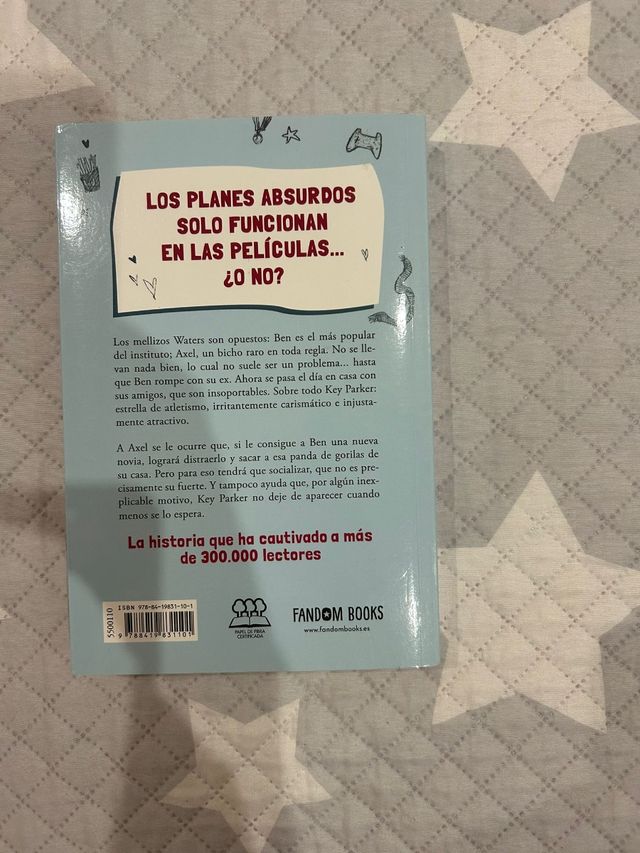 LOS PLANES ABSURDOS
SOLO FUNCIONAN
EN LAS PELÍCULAS...
¿O NO?
Los mellizos Waters son opuestos: Ben es el más popular
del instituto; Axel, un bicho raro en toda regla. No se lle-
van nada bien, lo cual no suele ser un problema... hasta
que Ben rompe con su ex. Ahora se pasa el día en casa con
sus amigos, que son insoportables. Sobre todo Key Parker:
estrella de atletismo, irritantemente carismático e injusta-
mente atractivo.
A Axel se le ocurre que, si le consigue a Ben una nueva
novia, logrará distraerlo y sacar a esa panda de gorilas de
su casa. Pero para eso tendrá que socializar, que no es pre-
cisamente su fuerte. Y tampoco ayuda que, por algún inex-
plicable motivo, Key Parker no deje de aparecer cuando
menos se lo espera.
La historia que ha cautivado a más
de 300.000 lectores
ISBN 978-84-19831-10-1
5500110
9 788419 831101
PAPEL DE FIBRA
CERTIFICADA
FANDOM BOOKS
www.fandombooks.es